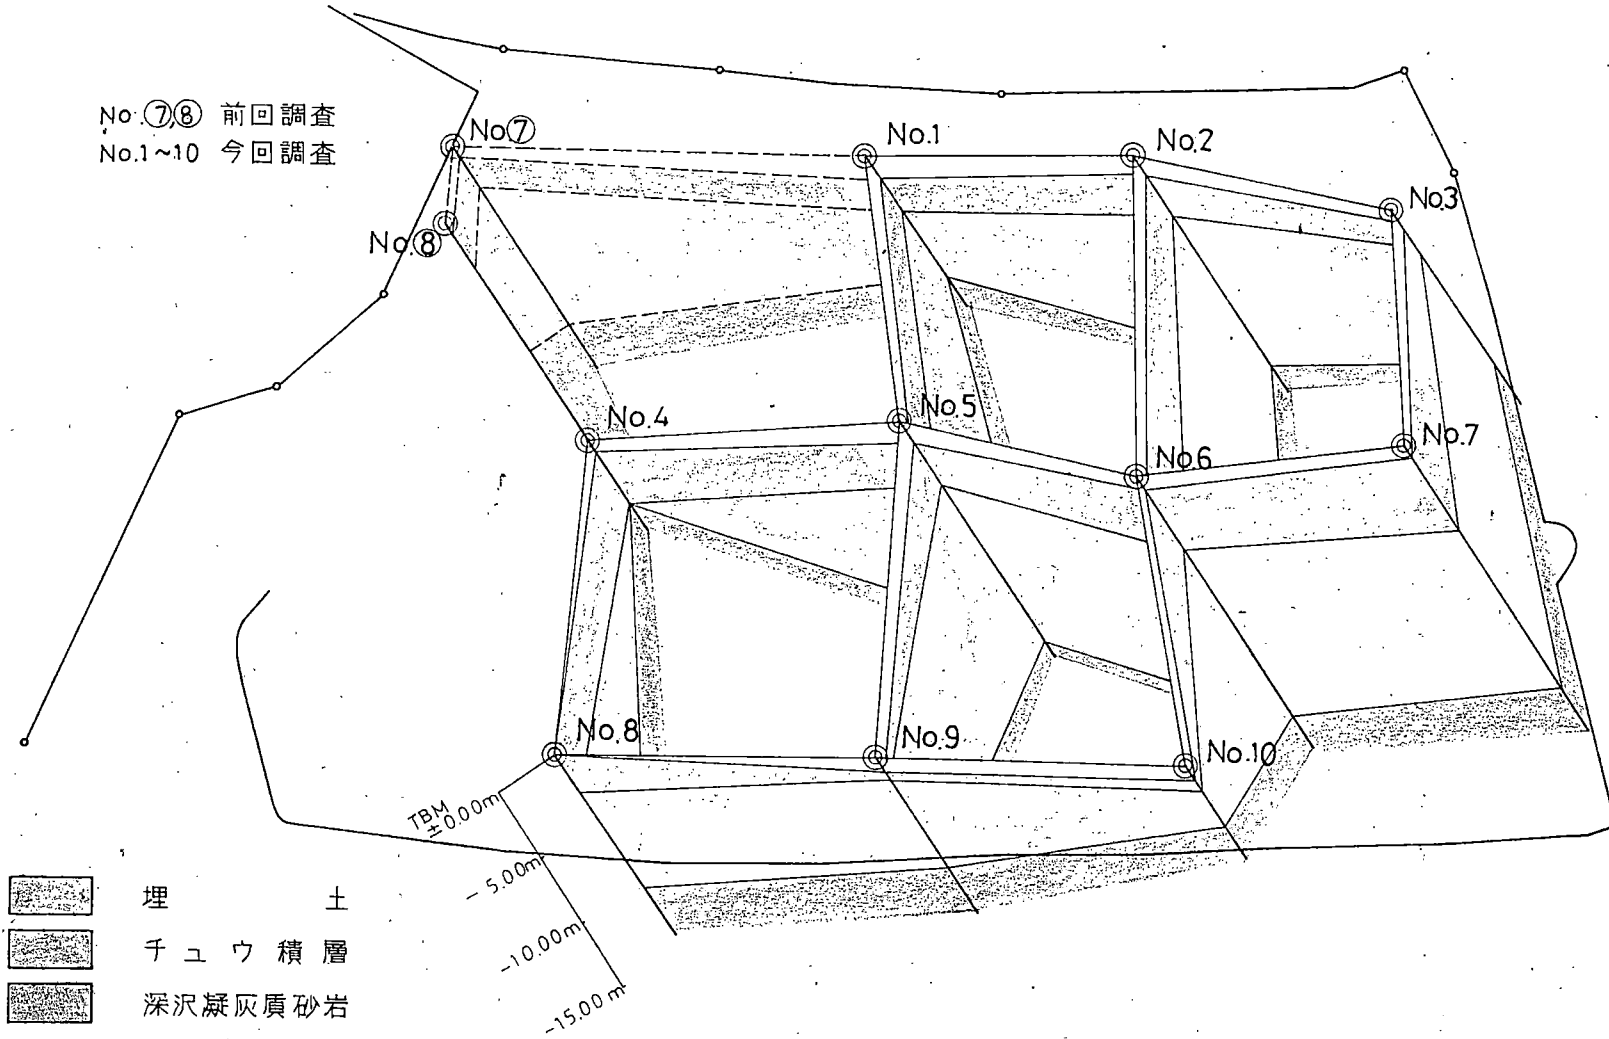 No.⑦,⑧ 前回調査
No.1~10 今回調査
No⑦
No.1
No.2
No.3
No.⑧
No.4
No.5
No.6
No.7
No.8
No.9
No.10
TBM
±0.00m
-5.00m
-10.00m
-15.00m
埋土
チュウ積層
深沢凝灰質砂岩